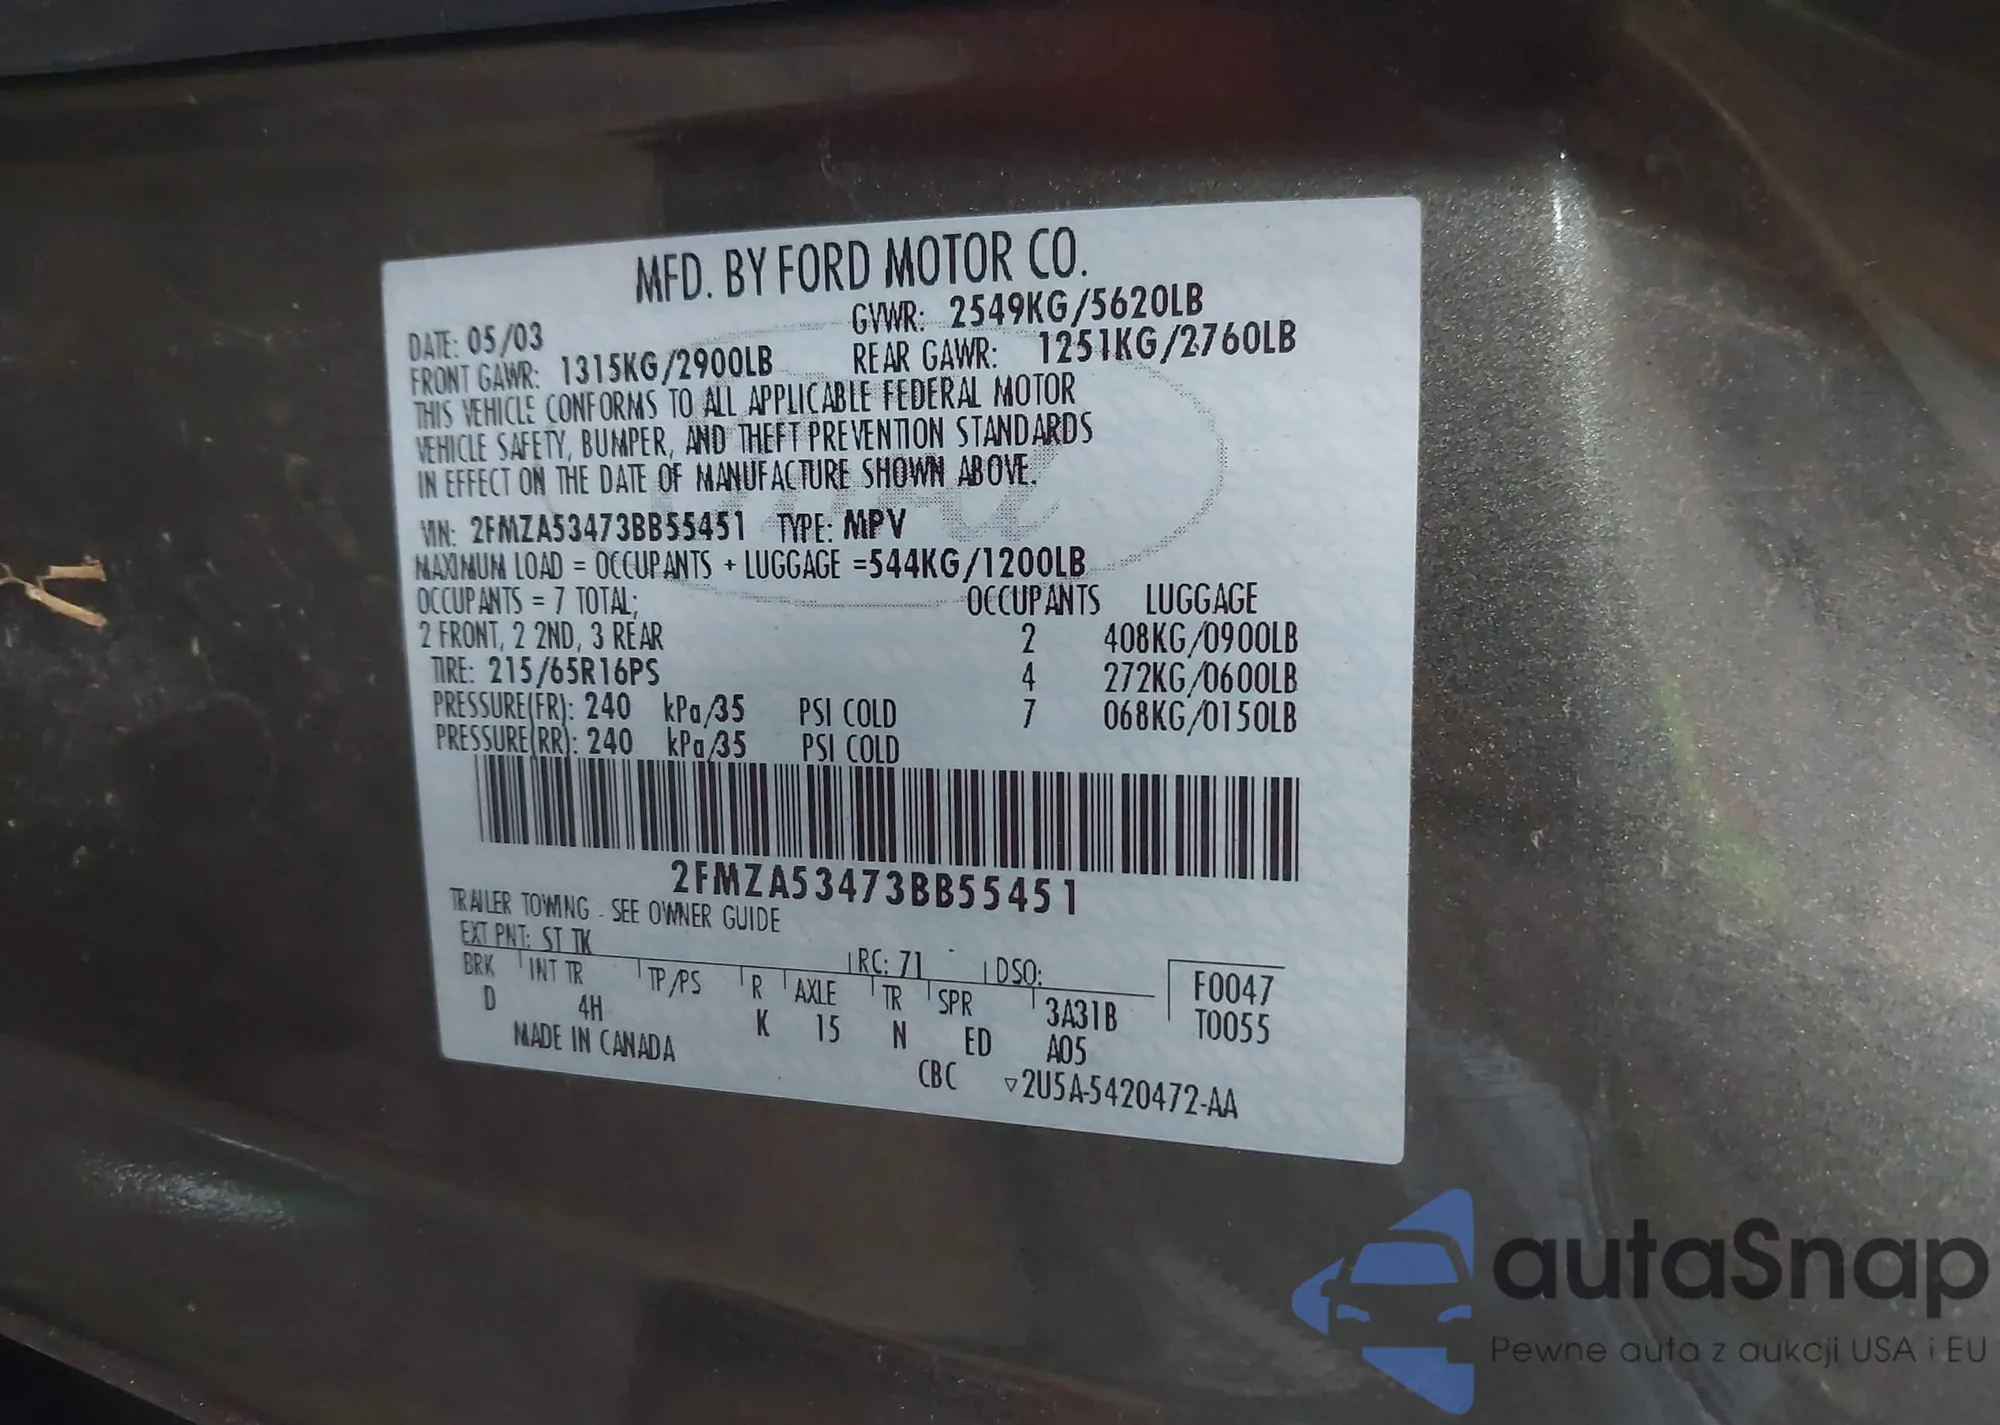 MFD. BY FORD MOTOR CO.
DATE: 05/03 GVWR: 2549KG/5620LB
FRONT GAWR: 1315KG/2900LB REAR GAWR: 1251KG/2760LB
THIS VEHICLE CONFORMS TO ALL APPLICABLE FEDERAL MOTOR
VEHICLE SAFETY, BUMPER, AND THEFT PREVENTION STANDARDS
IN EFFECT ON THE DATE OF MANUFACTURE SHOWN ABOVE.
VIN: 2FMZA53473BB55451 TYPE: MPV
MAXIMUM LOAD = OCCUPANTS + LUGGAGE =544KG/1200LB
OCCUPANTS = 7 TOTAL; OCCUPANTS LUGGAGE
2 FRONT, 2 2ND, 3 REAR 2 408KG/0900LB
TIRE: 215/65R16PS 4 272KG/0600LB
PRESSURE(FR): 240 kPa/35 PSI COLD 7 068KG/0150LB
PRESSURE(RR): 240 kPa/35 PSI COLD
2FMZA53473BB55451
TRAILER TOWING - SEE OWNER GUIDE
EXT PNT: ST TK RC: 71 DSO:
BRK INT TR TP/PS R AXLE TR SPR 3A31B F0047
D 4H K 15 N ED A05 T0055
MADE IN CANADA CBC ▽2U5A-5420472-AA
autaSnap
Pewne auta z aukcji USA i EU